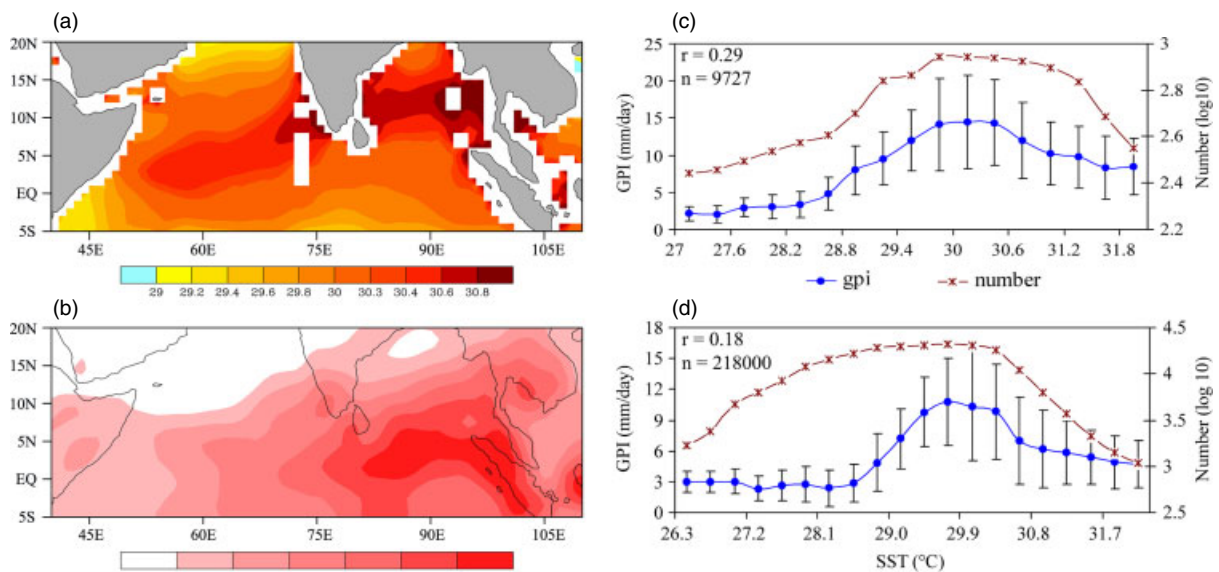 (a)
20N
15N
10N
5N
EQ
5S
45E 60E 75E 90E 105E
29 29.2 29.4 29.6 29.8 30 30.3 30.6 30.8
(b)
20N
15N
10N
5N
EQ
5S
45E 60E 75E 90E 105E
(c)
r = 0.29
n = 9727
GPI (mm/day)
25
20
15
10
5
0
Number (log10)
3
2.8
2.6
2.4
2.2
27 27.6 28.2 28.8 29.4 30 30.6 31.2 31.8
gpi number
(d)
r = 0.18
n = 218000
GPI (mm/day)
18
15
12
9
6
3
0
Number (log 10)
4.5
4
3.5
3
2.5
26.3 27.2 28.1 29.0 29.9 30.8 31.7
SST (°C)